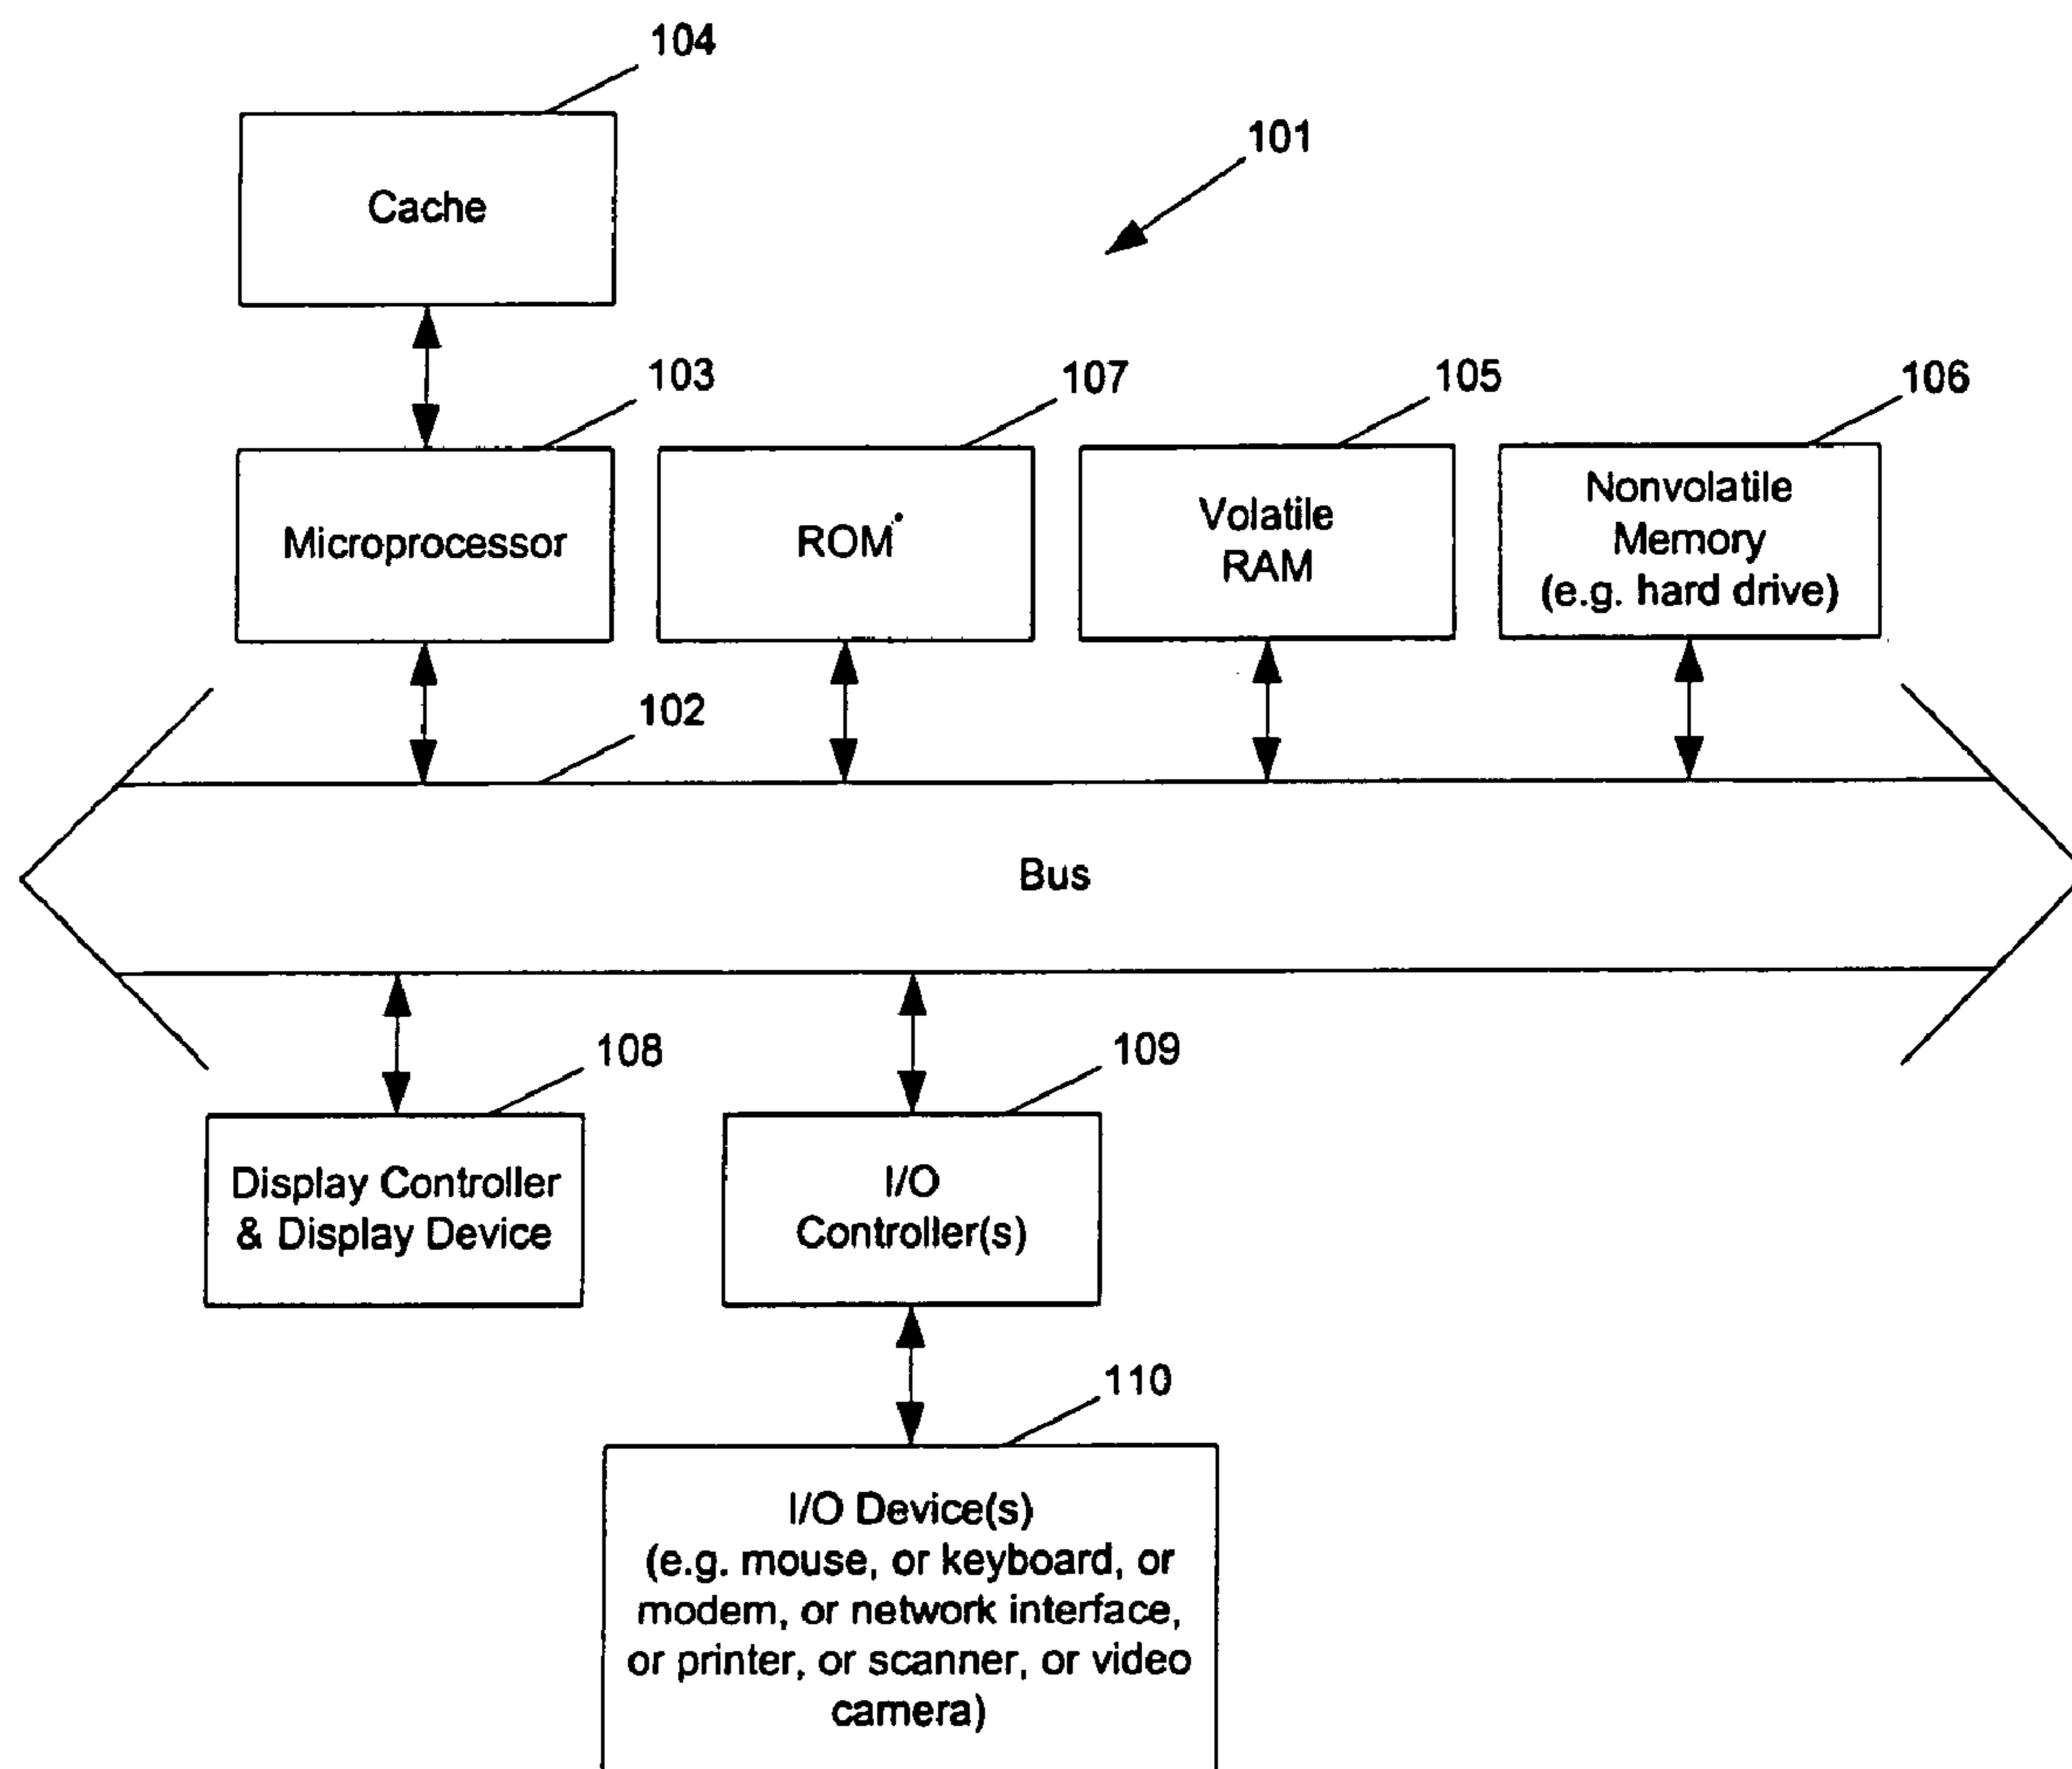 104
101
Cache
103
107
105
106
Microprocessor
ROM
Volatile
RAM
Nonvolatile
Memory
(e.g. hard drive)
102
Bus
108
109
Display Controller
& Display Device
I/O
Controller(s)
110
I/O Device(s)
(e.g. mouse, or keyboard, or
modem, or network interface,
or printer, or scanner, or video
camera)